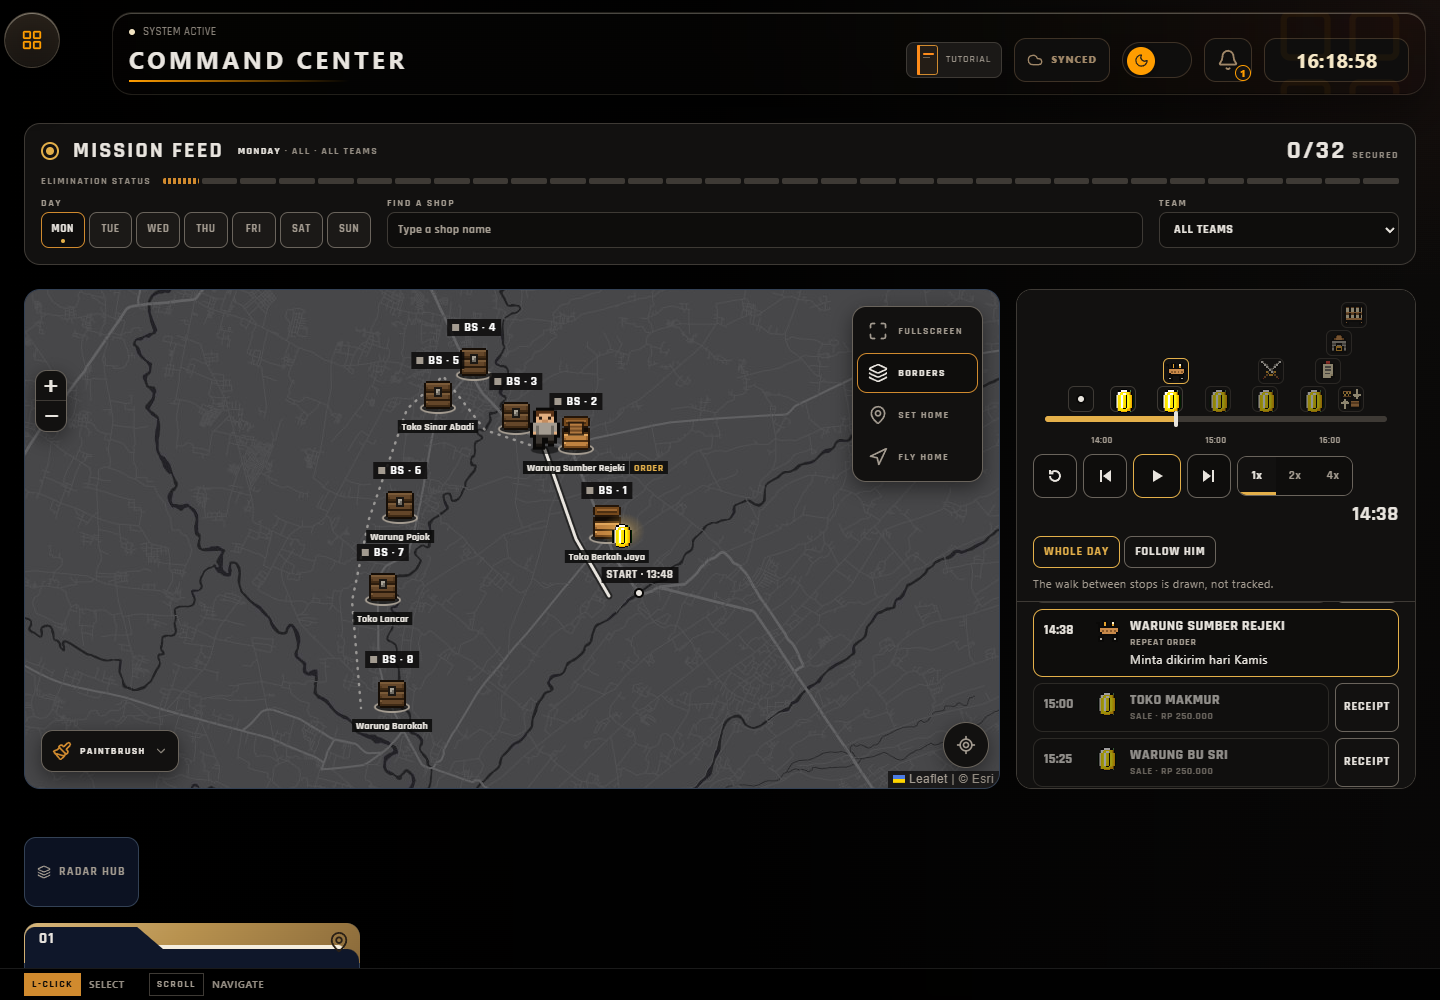 SYSTEM ACTIVE
COMMAND CENTER
TUTORIAL
SYNCED
1
16:18:58
MISSION FEED
MONDAY · ALL · ALL TEAMS
0/32 SECURED
ELIMINATION STATUS
DAY
MON
TUE
WED
THU
FRI
SAT
SUN
FIND A SHOP
Type a shop name
TEAM
ALL TEAMS
+
−
BS - 4
BS - 5
BS - 3
BS - 2
Toko Sinar Abadi
Warung Sumber Rejeki ORDER
BS - 6
BS - 1
Warung Pojok
Toko Berkah Jaya
BS - 7
START · 13:48
Toko Lancar
BS - 8
Warung Barokah
FULLSCREEN
BORDERS
SET HOME
FLY HOME
PAINTBRUSH
Leaflet | © Esri
14:00
15:00
16:00
1x
2x
4x
14:38
WHOLE DAY
FOLLOW HIM
The walk between stops is drawn, not tracked.
14:38
WARUNG SUMBER REJEKI
REPEAT ORDER
Minta dikirim hari Kamis
15:00
TOKO MAKMUR
SALE · RP 250.000
RECEIPT
15:25
WARUNG BU SRI
SALE · RP 250.000
RECEIPT
RADAR HUB
01
L-CLICK SELECT
SCROLL NAVIGATE